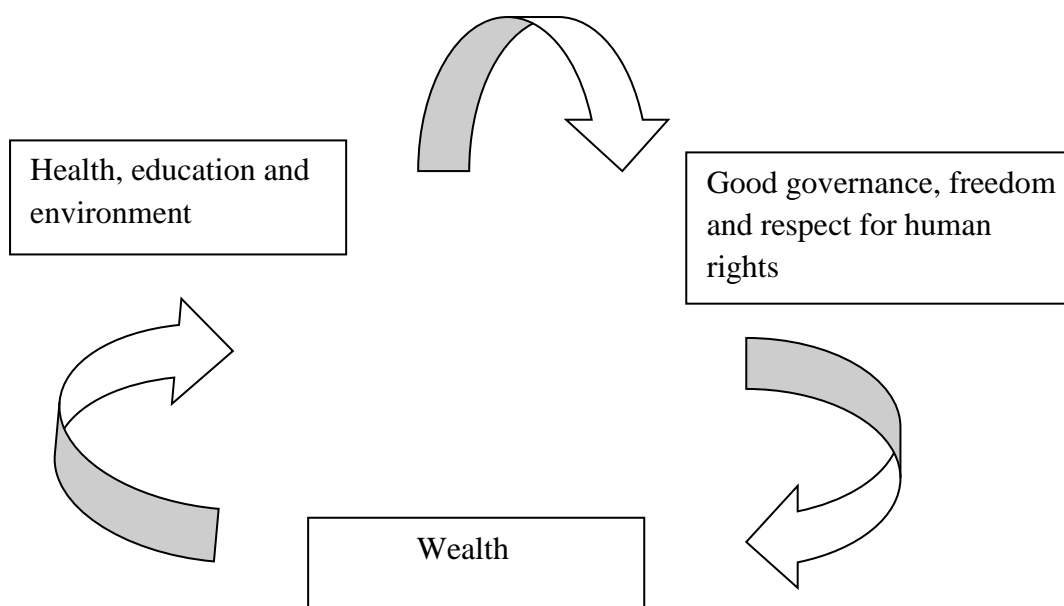 Health, education and
environment
Good governance, freedom
and respect for human
rights
Wealth